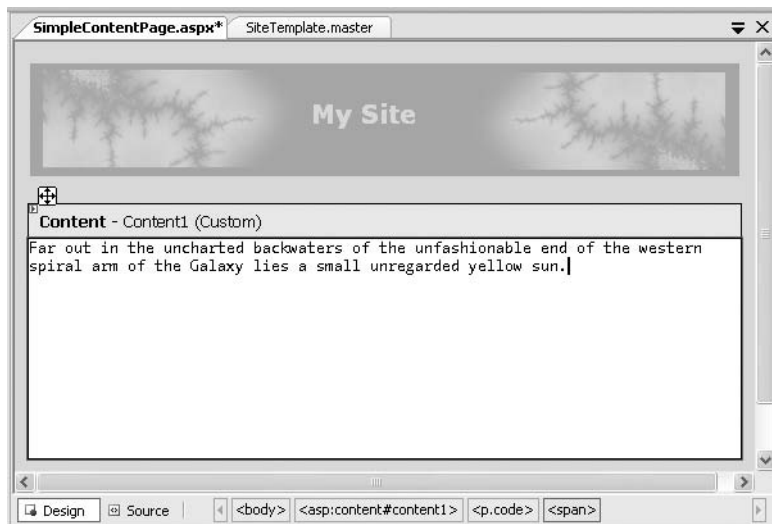 SimpleContentPage.aspx* SiteTemplate.master
My Site
Content - Content1 (Custom)
Far out in the uncharted backwaters of the unfashionable end of the western
spiral arm of the Galaxy lies a small unregarded yellow sun.
Design Source <body> <asp:content#content1> <p.code> <span>